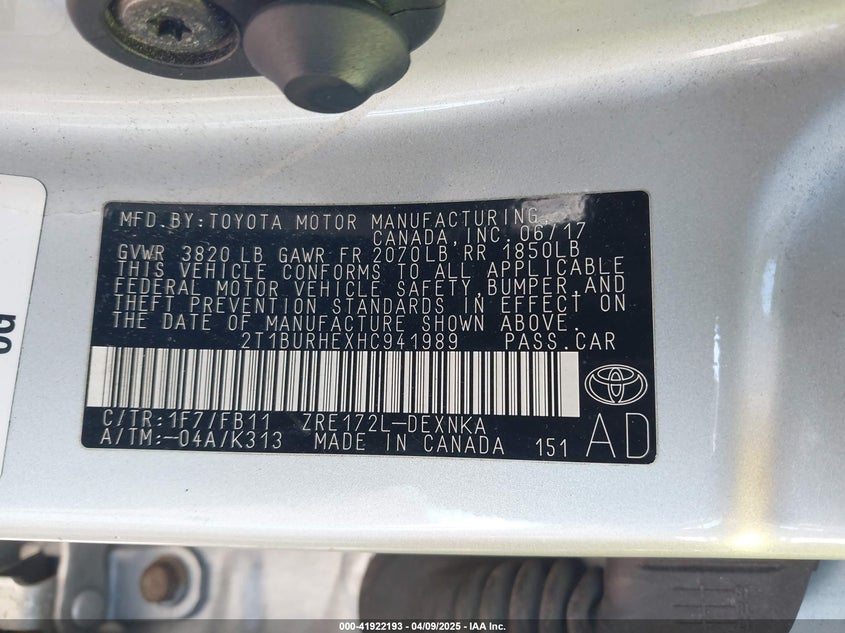 MFD.BY:TOYOTA MOTOR MANUFACTURING,
CANADA,INC. 06/17
GVWR 3820 LB GAWR FR 2070LB RR 1850LB
THIS VEHICLE CONFORMS TO ALL APPLICABLE
FEDERAL MOTOR VEHICLE SAFETY,BUMPER,AND
THEFT PREVENTION STANDARDS IN EFFECT ON
THE DATE OF MANUFACTURE SHOWN ABOVE.
2T1BURHEXHC941989 PASS.CAR
C/TR:1F7/FB11 ZRE172L-DEXNKA
A/TM:-04A/K313 MADE IN CANADA 151 AD
000-41922193 - 04/09/2025 - IAA Inc.